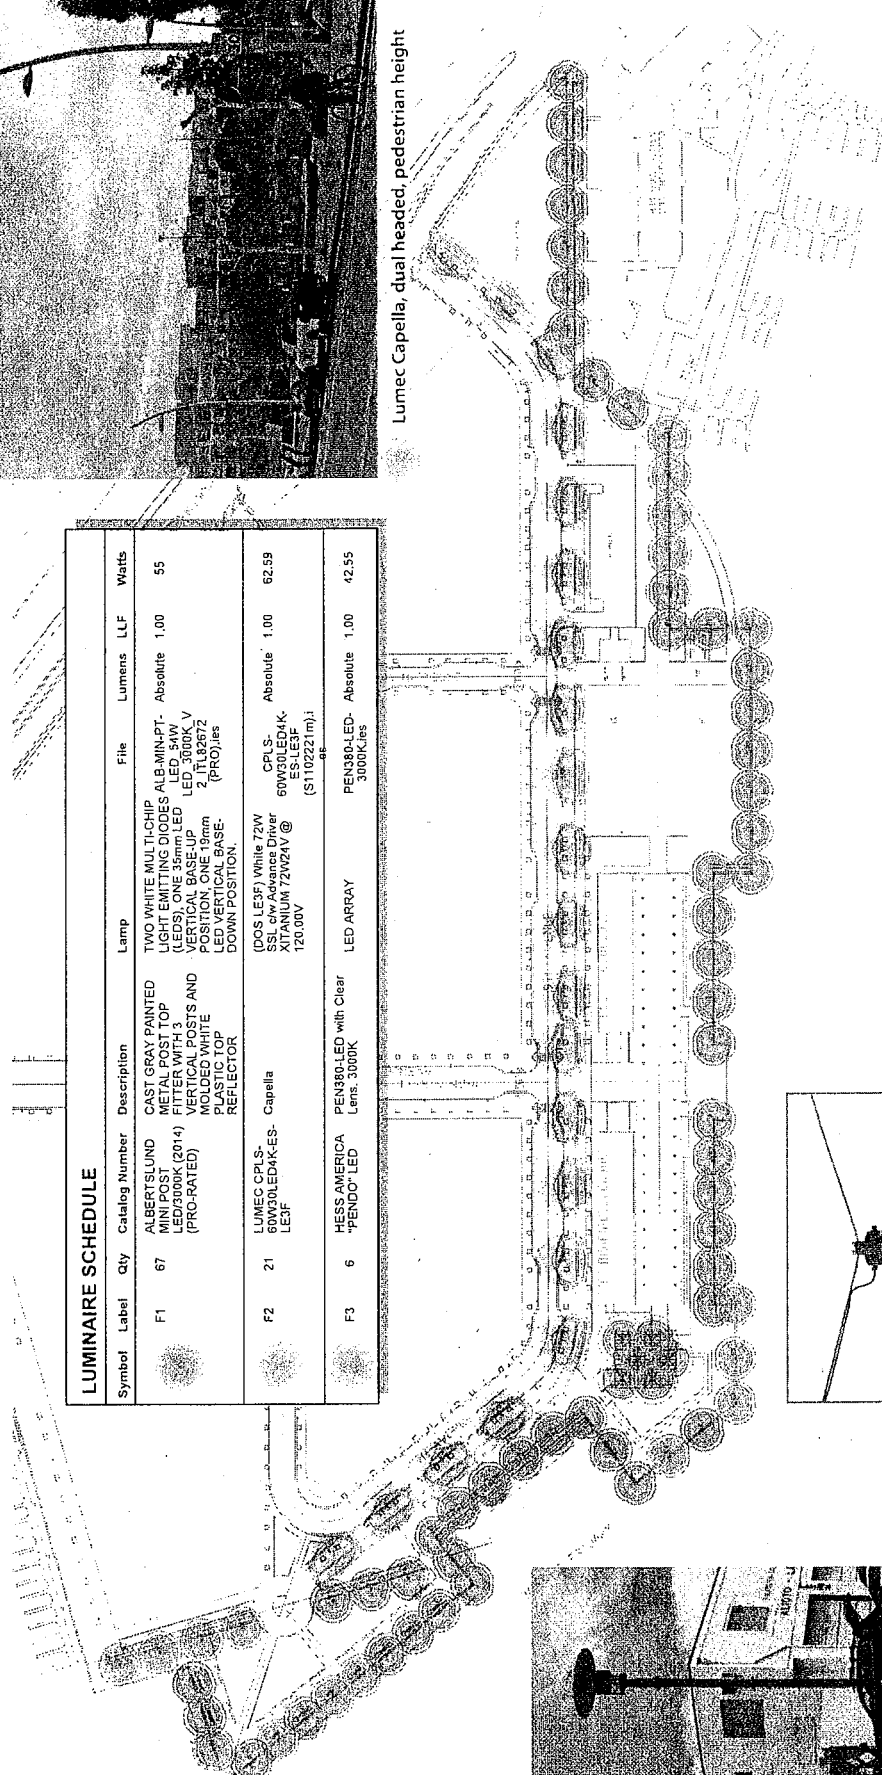 Lumec Capella, dual headed, pedestrian height
LUMINAIRE SCHEDULE
Symbol Label Qty Catalog Number Description Lamp File Lumens LLF Watts
F1 67
ALBERTSLUND
MINI POST
LED/3000K (2014)
(PRO-RATED)
CAST GRAY PAINTED
METAL POST TOP
FITTER WITH 3
VERTICAL POSTS AND
MOLDED WHITE
PLASTIC TOP
REFLECTOR
TWO WHITE MULTI-CHIP
LIGHT EMITTING DIODES
(LEDS), ONE 35mm LED
VERTICAL BASE-UP
POSITION, ONE 19mm
LED VERTICAL BASE-
DOWN POSITION.
ALB-MIN-PT-
LED_54W
LED_3000K_V
2_ITL82672
(PRO).ies
Absolute 1.00 55
F2 21
LUMEC CPLS-
60W30LED4K-ES-
LE3F
Capella
(DOS LE3F) White 72W
SSL c/w Advance Driver
XITANIUM 72W24V @
120.00V
CPLS-
60W30LED4K-
ES-LE3F
(S1102221m).i
es
Absolute 1.00 62.59
F3 6
HESS AMERICA
"PENDO" LED
PEN380-LED with Clear
Lens. 3000K
LED ARRAY
PEN380-LED-
3000K.ies
Absolute 1.00 42.55